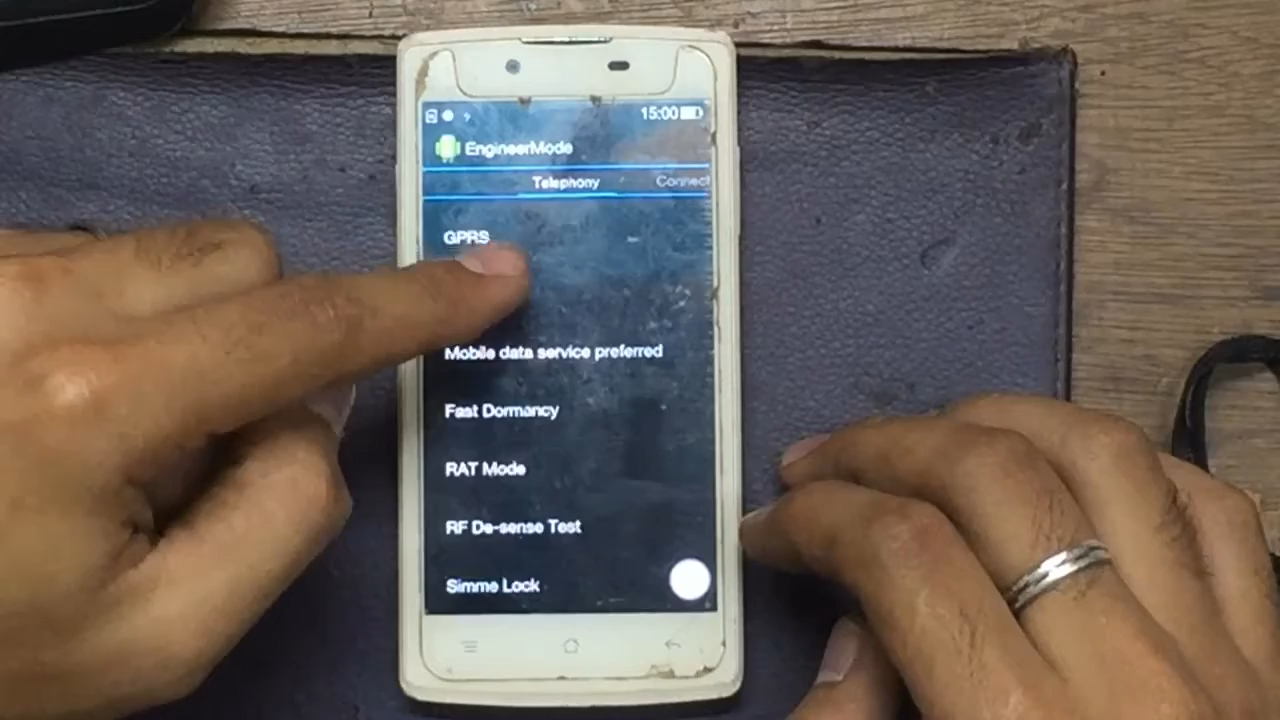 15:00
EngineerMode
Telephony
Connect
GPRS
Mobile data service preferred
Fast Dormancy
RAT Mode
RF De-sense Test
Simme Lock